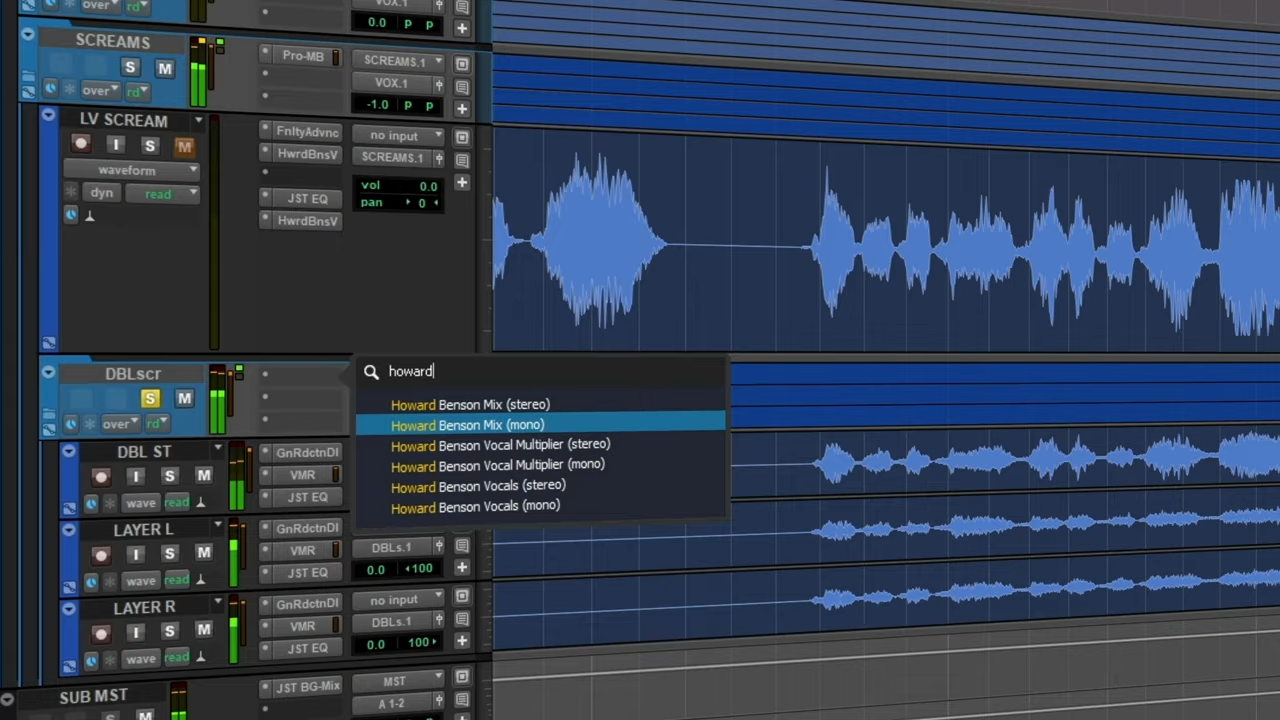 over rd
VOX.1
0.0 P P
SCREAMS
S M
over rd
Pro-MB
SCREAMS.1
VOX.1
-1.0 P P
LV SCREAM
I S M
waveform
dyn read
FnltyAdvnc
HwrdBnsV
JST EQ
HwrdBnsV
no input
SCREAMS.1
vol 0.0
pan 0
DBLscr
S M
over rd
howard
Howard Benson Mix (stereo)
Howard Benson Mix (mono)
Howard Benson Vocal Multiplier (stereo)
Howard Benson Vocal Multiplier (mono)
Howard Benson Vocals (stereo)
Howard Benson Vocals (mono)
DBL ST
I S M
wave read
GnRdctnDl
VMR
JST EQ
LAYER L
I S M
wave read
GnRdctnDl
VMR
JST EQ
DBLs.1
0.0 100
LAYER R
I S M
wave read
GnRdctnDl
VMR
JST EQ
no input
DBLs.1
0.0 100
SUB MST
S M
JST BG-Mix
MST
A 1-2